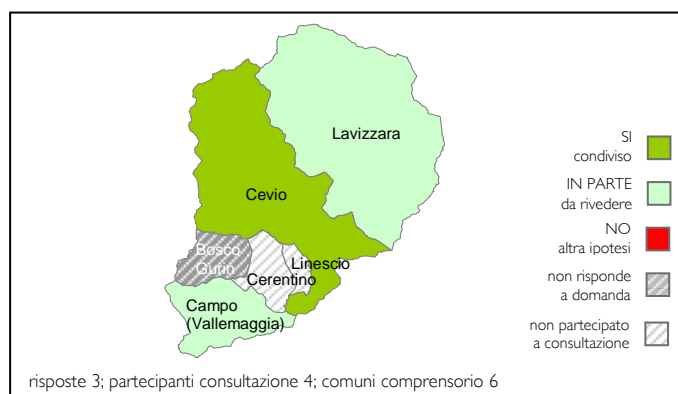 Lavizzara
Cevio
Bosco
Gurin
Linescio
Cerentino
Campo
(Vallemaggia)
SI
condiviso
IN PARTE
da rivedere
NO
altra ipotesi
non risponde
a domanda
non partecipato
a consultazione
risposte 3; partecipanti consultazione 4; comuni comprensorio 6